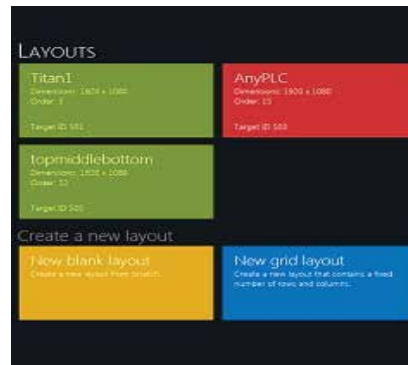 LAYOUTS
Titan1
Dimensions: 1920 x 1080
Order: 3
Target ID 501
AnyPLC
Dimensions: 1920 x 1080
Order: 15
Target ID 503
topmiddlebottom
Dimensions: 1920 x 1080
Order: 32
Target ID 505
Create a new layout
New blank layout
Create a new layout from scratch.
New grid layout
Create a new layout that contains a fixed
number of rows and columns.